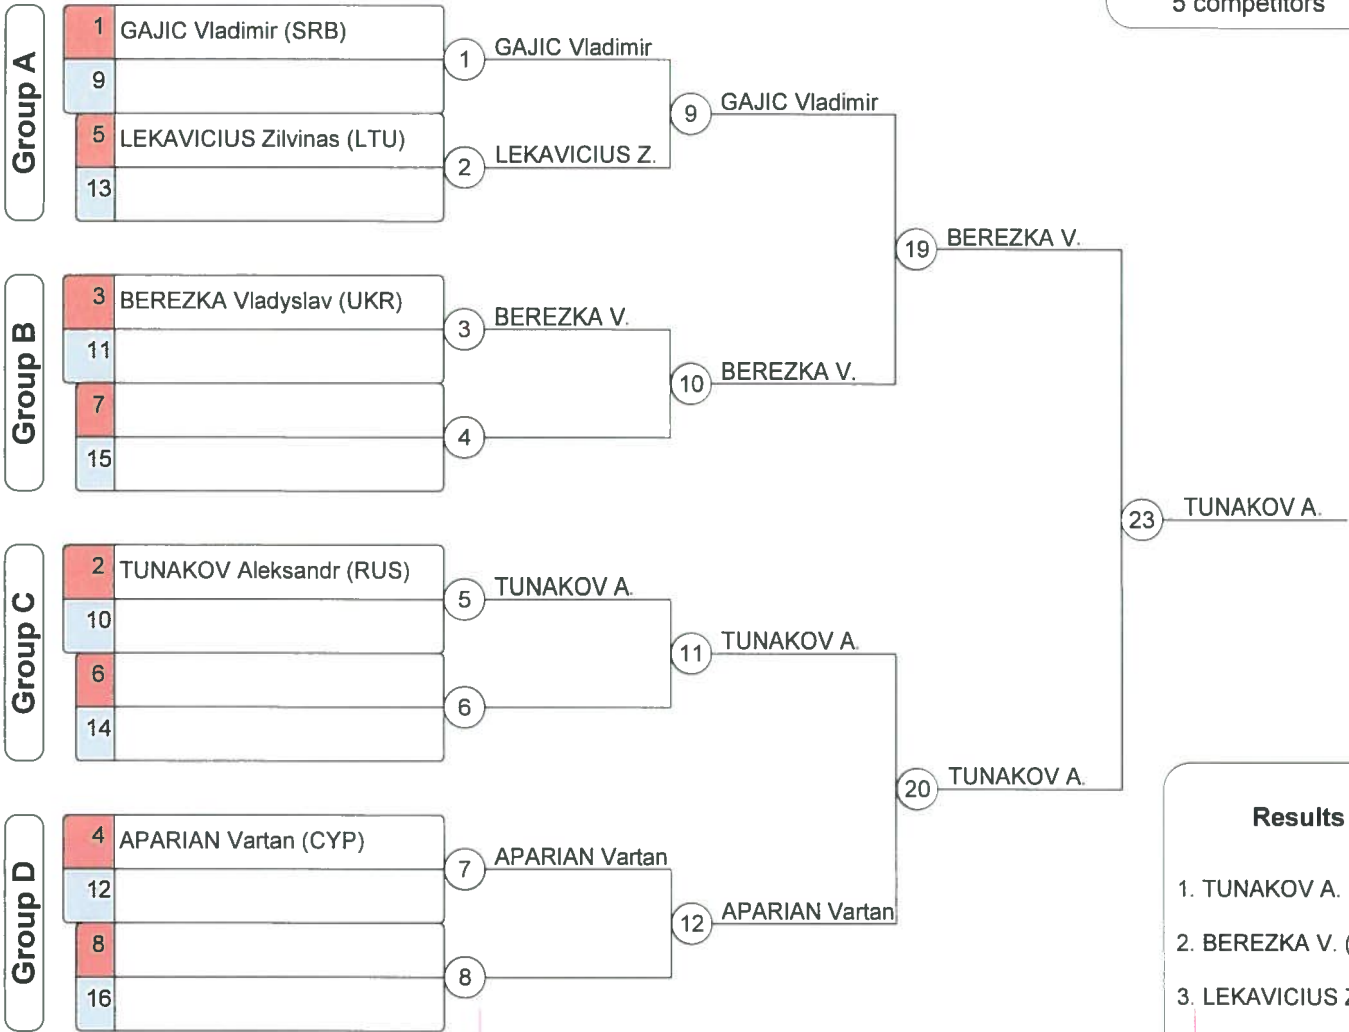 5 competitors
Group A
1 GAJIC Vladimir (SRB)
9
5 LEKAVICIUS Zilvinas (LTU)
13
1 GAJIC Vladimir
2 LEKAVICIUS Z.
9 GAJIC Vladimir
Group B
3 BEREZKA Vladyslav (UKR)
11
7
15
3 BEREZKA V.
4
10 BEREZKA V.
19 BEREZKA V.
Group C
2 TUNAKOV Aleksandr (RUS)
10
6
14
5 TUNAKOV A.
6
11 TUNAKOV A.
Group D
4 APARIAN Vartan (CYP)
12
8
16
7 APARIAN Vartan
8
12 APARIAN Vartan
20 TUNAKOV A.
23 TUNAKOV A.
Results
1. TUNAKOV A.
2. BEREZKA V. (
3. LEKAVICIUS Z